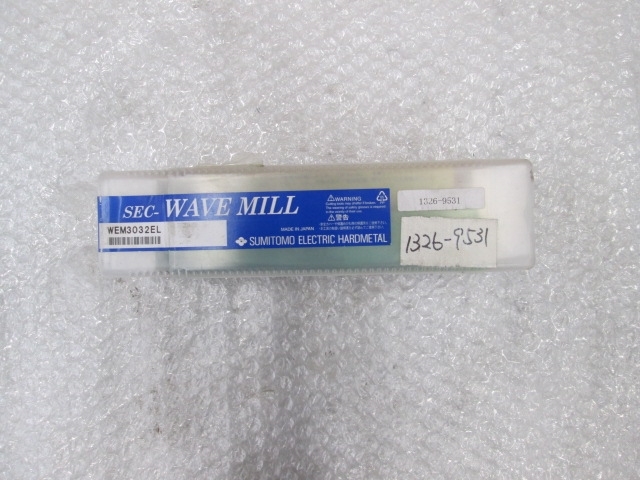 SEC- WAVE MILL
WEM3032EL
MADE IN JAPAN
SUMITOMO ELECTRIC HARDMETAL
⚠WARNING
⚠警告
1326-9531
1326-9531